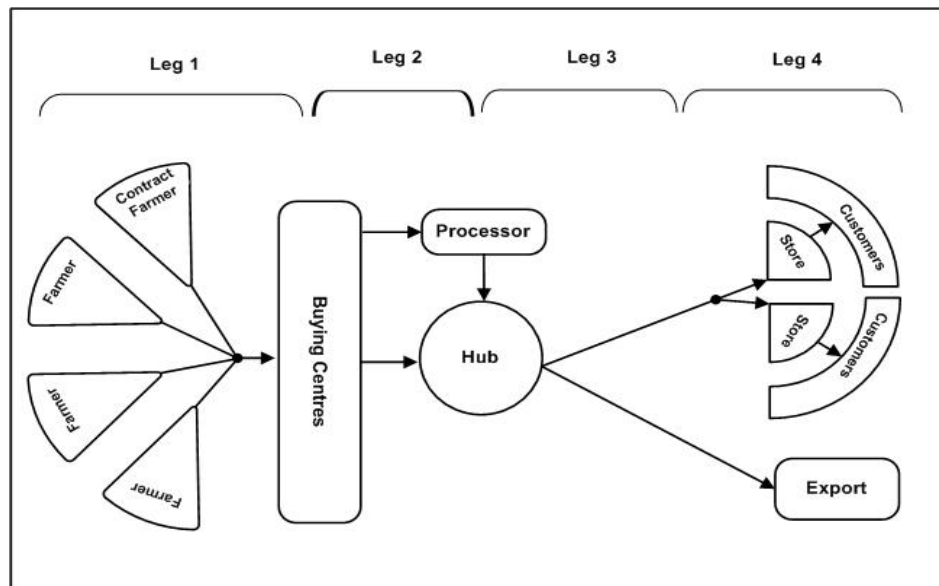 Leg 1
Leg 2
Leg 3
Leg 4
Contract
Farmer
Farmer
Farmer
Farmer
Buying Centres
Processor
Hub
Store
Customers
Store
Customers
Export